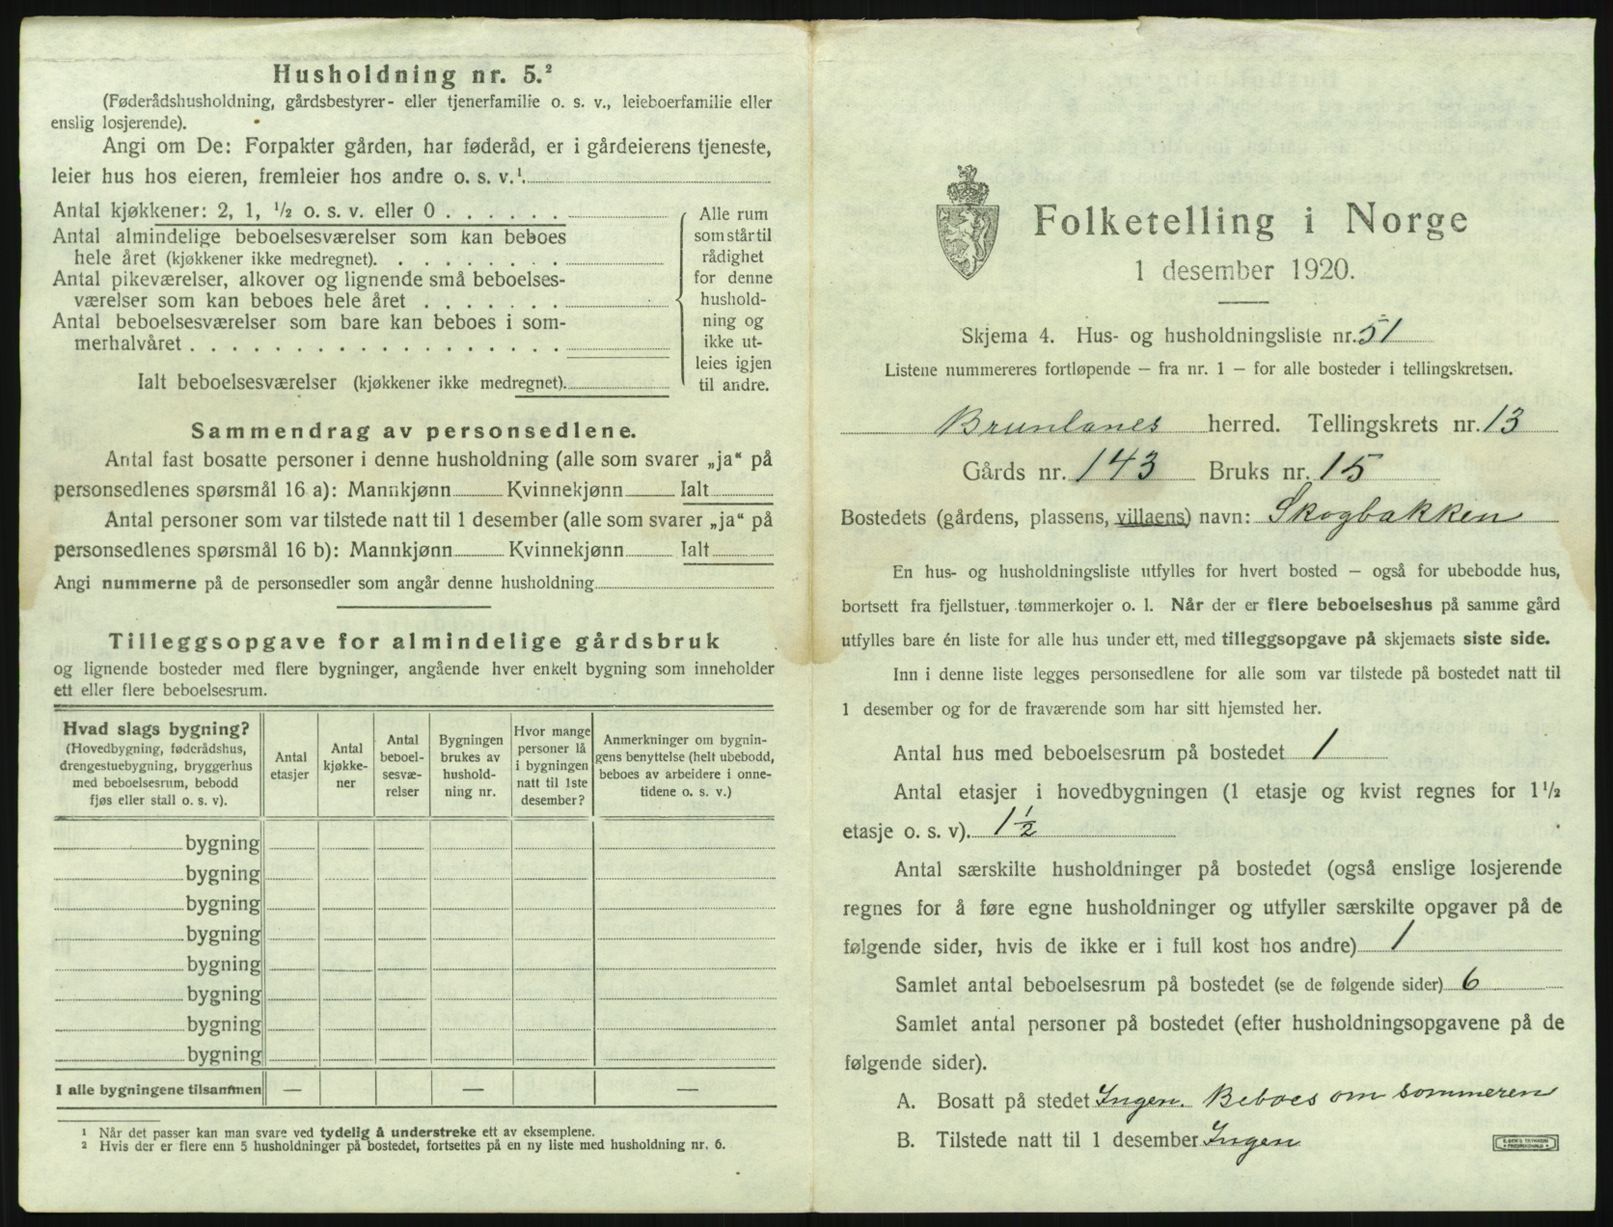 Husholdning nr. 5.²
(Føderådshusholdning, gårdsbestyrer- eller tjenerfamilie o. s. v., leieboerfamilie eller
enslig losjerende).
Angi om De: Forpakter gården, har føderåd, er i gårdeierens tjeneste,
leier hus hos eieren, fremleier hos andre o. s. v.¹
Antal kjøkkener: 2, 1, ½ o. s. v. eller 0 . . . . . .
Antal almindelige beboelsesværelser som kan beboes
hele året (kjøkkener ikke medregnet). . . . . . . . .
Antal pikeværelser, alkover og lignende små beboelses-
værelser som kan beboes hele året . . . . . . .
Antal beboelsesværelser som bare kan beboes i som-
merhalvåret . . . . . . . . . . . . . . . . . .
Ialt beboelsesværelser (kjøkkener ikke medregnet).
Alle rum
som står til
rådighet
for denne
hushold-
ning og
ikke ut-
leies igjen
til andre.
Sammendrag av personsedlene.
Antal fast bosatte personer i denne husholdning (alle som svarer „ja“ på
personsedlenes spørsmål 16 a): Mannkjønn Kvinnekjønn Ialt
Antal personer som var tilstede natt til 1 desember (alle som svarer „ja“ på
personsedlenes spørsmål 16 b): Mannkjønn Kvinnekjønn Ialt
Angi nummerne på de personsedler som angår denne husholdning
Tilleggsopgave for almindelige gårdsbruk
og lignende bosteder med flere bygninger, angående hver enkelt bygning som inneholder
ett eller flere beboelsesrum.
Hvad slags bygning?
(Hovedbygning, føderådshus,
drengestuebygning, bryggerhus
med beboelsesrum, bebodd
fjøs eller stall o. s. v).
Antal
etasjer
Antal
kjøkke-
ner
Antal
beboel-
sesvæ-
relser
Bygningen
brukes av
hushold-
ning nr.
Hvor mange
personer lå
i bygningen
natt til 1ste
desember?
Anmerkninger om bygnin-
gens benyttelse (helt ubebodd,
beboes av arbeidere i onne-
tidene o. s. v.)
bygning
bygning
bygning
bygning
bygning
bygning
bygning
bygning
I alle bygningene tilsammen — — —
¹ Når det passer kan man svare ved tydelig å understreke ett av eksemplene.
² Hvis der er flere enn 5 husholdninger på bostedet, fortsettes på en ny liste med husholdning nr. 6.
Folketelling i Norge
1 desember 1920.
Skjema 4. Hus- og husholdningsliste nr. 51
Listene nummereres fortløpende – fra nr. 1 – for alle bosteder i tellingskretsen.
Brunlanes herred. Tellingskrets nr. 13
Gårds nr. 143 Bruks nr. 15
Bostedets (gårdens, plassens, villaens) navn: Skogbakken
En hus- og husholdningsliste utfylles for hvert bosted – også for ubebodde hus,
bortsett fra fjellstuer, tømmerkojer o. l. Når der er flere beboelseshus på samme gård
utfylles bare én liste for alle hus under ett, med tilleggsopgave på skjemaets siste side.
Inn i denne liste legges personsedlene for alle som var tilstede på bostedet natt til
1 desember og for de fraværende som har sitt hjemsted her.
Antal hus med beboelsesrum på bostedet 1
Antal etasjer i hovedbygningen (1 etasje og kvist regnes for 1½
etasje o. s. v). 1½
Antal særskilte husholdninger på bostedet (også enslige losjerende
regnes for å føre egne husholdninger og utfyller særskilte opgaver på de
følgende sider, hvis de ikke er i full kost hos andre) 1
Samlet antal beboelsesrum på bostedet (se de følgende sider) 6
Samlet antal personer på bostedet (efter husholdningsopgavene på de
følgende sider).
A. Bosatt på stedet Ingen. Beboes om sommeren
B. Tilstede natt til 1 desember Ingen